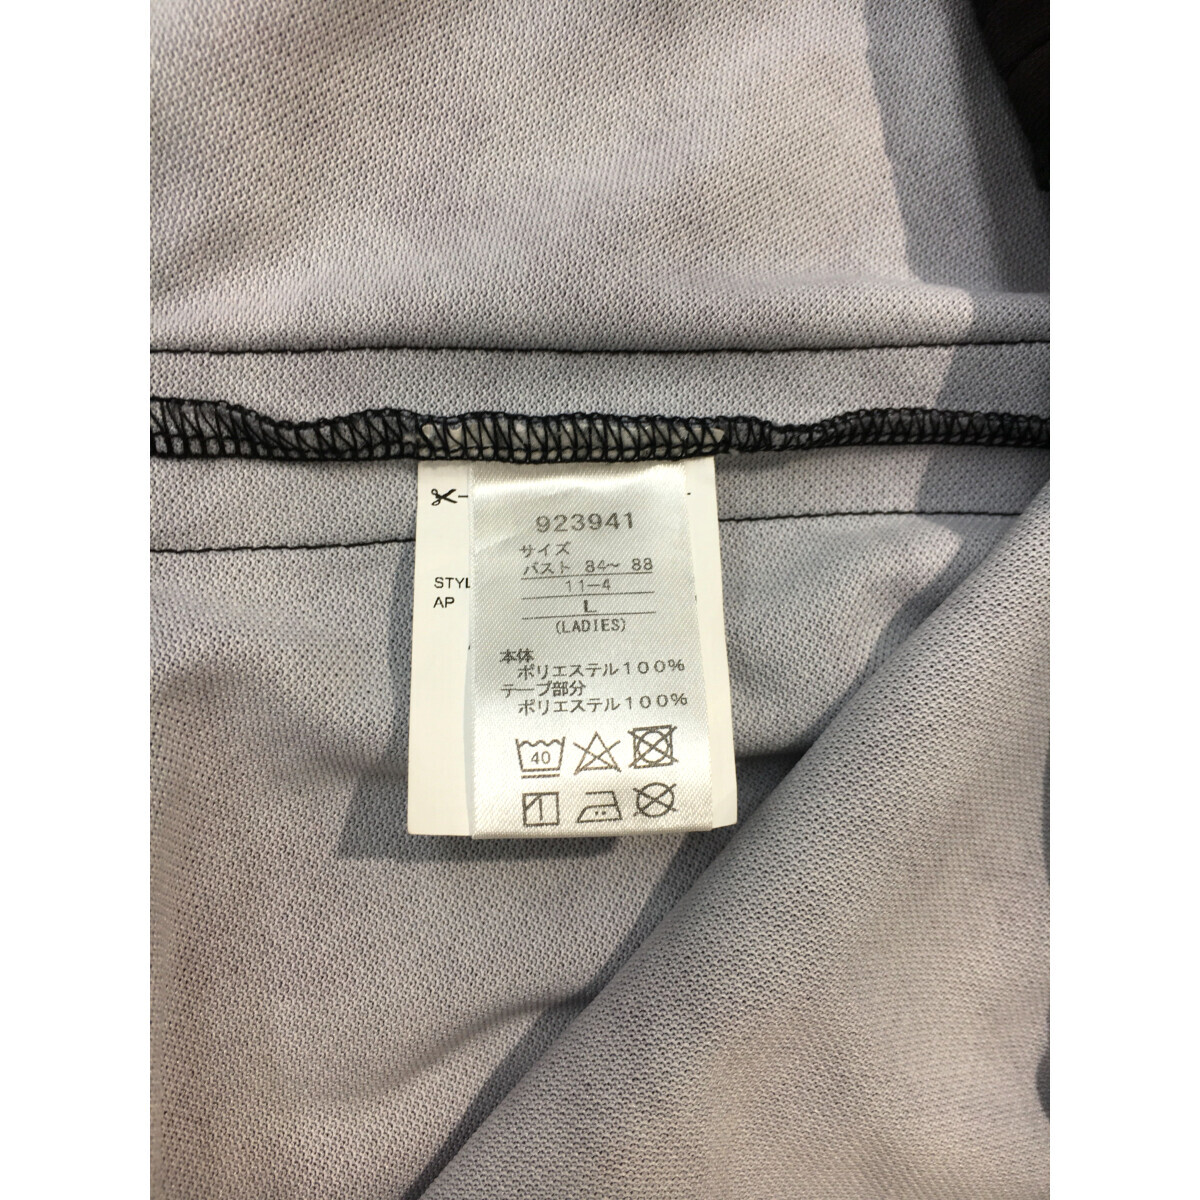 923941
サイズ
バスト 84～ 88
11-4
L
(LADIES)
本体
ポリエステル100%
テープ部分
ポリエステル100%
40
STYL
AP